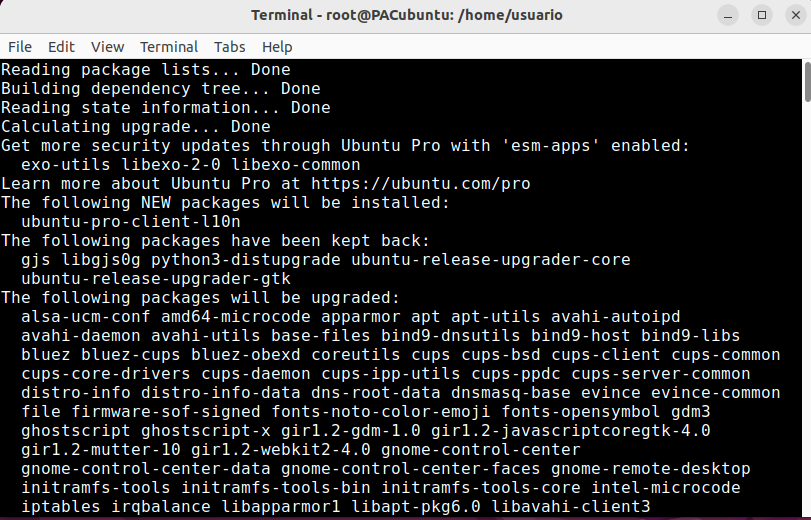 Terminal - root@PACubuntu: /home/usuario
File Edit View Terminal Tabs Help
Reading package lists... Done
Building dependency tree... Done
Reading state information... Done
Calculating upgrade... Done
Get more security updates through Ubuntu Pro with 'esm-apps' enabled:
  exo-utils libexo-2-0 libexo-common
Learn more about Ubuntu Pro at https://ubuntu.com/pro
The following NEW packages will be installed:
  ubuntu-pro-client-l10n
The following packages have been kept back:
  gjs libgjs0g python3-distupgrade ubuntu-release-upgrader-core
  ubuntu-release-upgrader-gtk
The following packages will be upgraded:
  alsa-ucm-conf amd64-microcode apparmor apt apt-utils avahi-autoipd
  avahi-daemon avahi-utils base-files bind9-dnsutils bind9-host bind9-libs
  bluez bluez-cups bluez-obexd coreutils cups cups-bsd cups-client cups-common
  cups-core-drivers cups-daemon cups-ipp-utils cups-ppdc cups-server-common
  distro-info distro-info-data dns-root-data dnsmasq-base evince evince-common
  file firmware-sof-signed fonts-noto-color-emoji fonts-opensymbol gdm3
  ghostscript ghostscript-x gir1.2-gdm-1.0 gir1.2-javascriptcoregtk-4.0
  gir1.2-mutter-10 gir1.2-webkit2-4.0 gnome-control-center
  gnome-control-center-data gnome-control-center-faces gnome-remote-desktop
  initramfs-tools initramfs-tools-bin initramfs-tools-core intel-microcode
  iptables irqbalance libapparmor1 libapt-pkg6.0 libavahi-client3